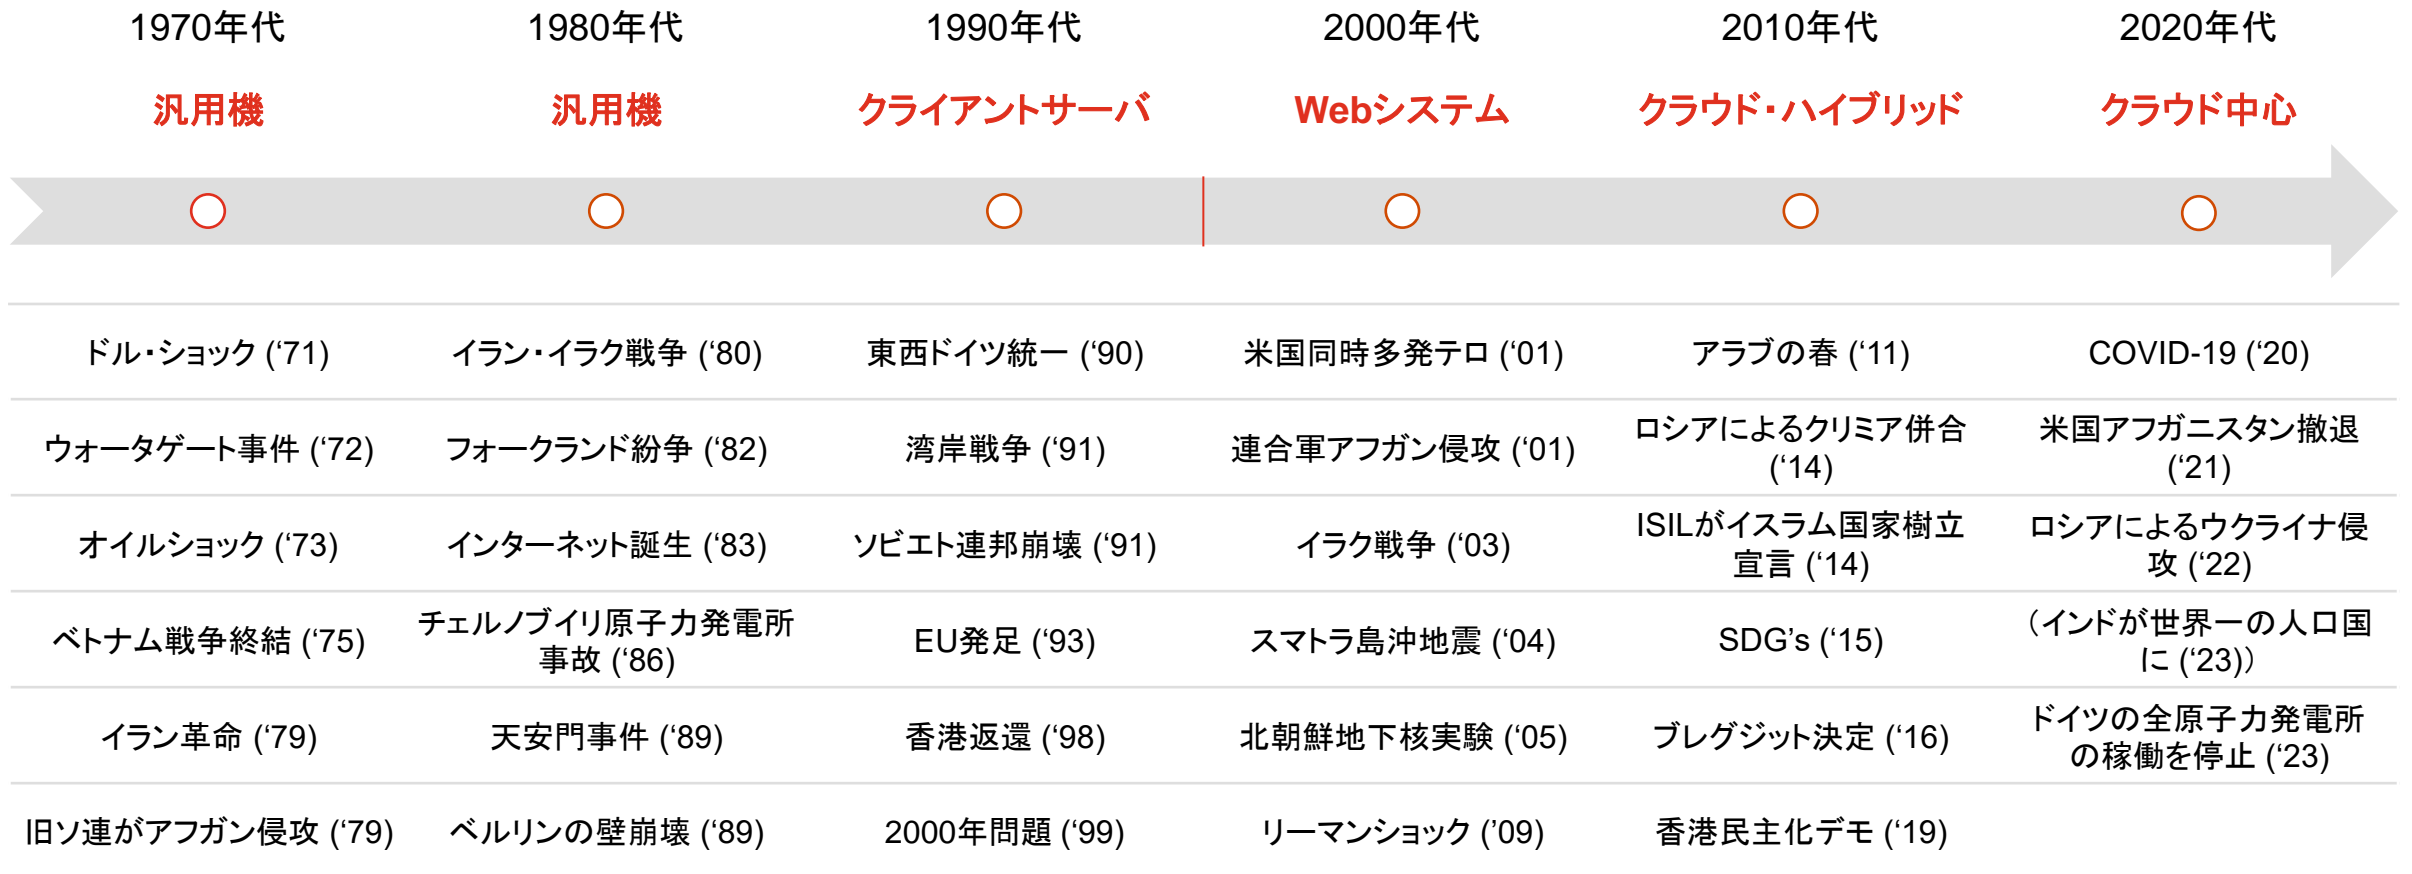 1970年代 1980年代 1990年代 2000年代 2010年代 2020年代
汎用機 汎用機 クライアントサーバ Webシステム クラウド・ハイブリッド クラウド中心
ドル・ショック (‘71) イラン・イラク戦争 (‘80) 東西ドイツ統一 (‘90) 米国同時多発テロ (‘01) アラブの春 (‘11) COVID-19 (‘20)
ウォータゲート事件 (‘72) フォークランド紛争 (‘82) 湾岸戦争 (‘91) 連合軍アフガン侵攻 (‘01)
ロシアによるクリミア併合
(‘14)
米国アフガニスタン撤退
(‘21)
オイルショック (‘73) インターネット誕生 (‘83) ソビエト連邦崩壊 (‘91) イラク戦争 (‘03)
ISILがイスラム国家樹立
宣言 (‘14)
ロシアによるウクライナ侵
攻 (‘22)
ベトナム戦争終結 (‘75)
チェルノブイリ原子力発電所
事故 (‘86)
EU発足 (‘93) スマトラ島沖地震 (‘04) SDG’s (‘15)
（インドが世界一の人口国
に (‘23)）
イラン革命 (‘79) 天安門事件 (‘89) 香港返還 (‘98) 北朝鮮地下核実験 (‘05) ブレグジット決定 (‘16)
ドイツの全原子力発電所
の稼働を停止 (‘23)
旧ソ連がアフガン侵攻 (‘79) ベルリンの壁崩壊 (‘89) 2000年問題 (‘99) リーマンショック (’09) 香港民主化デモ (‘19)